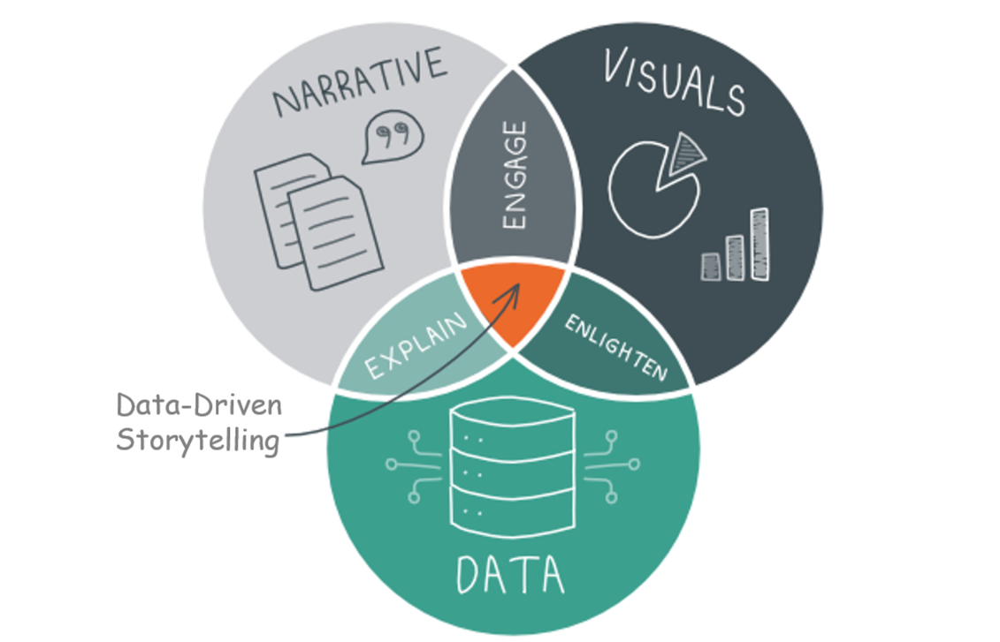 NARRATIVE
VISUALS
ENGAGE
EXPLAIN
ENLIGHTEN
Data-Driven
Storytelling
DATA